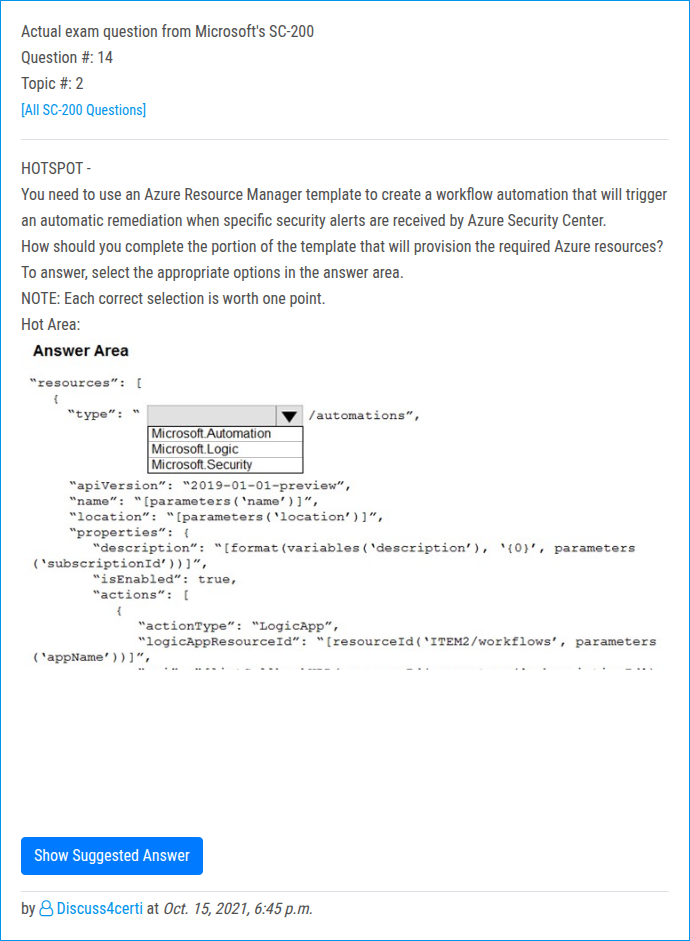 Actual exam question from Microsoft's SC-200
Question #: 14
Topic #: 2
[All SC-200 Questions]
HOTSPOT -
You need to use an Azure Resource Manager template to create a workflow automation that will trigger
an automatic remediation when specific security alerts are received by Azure Security Center.
How should you complete the portion of the template that will provision the required Azure resources?
To answer, select the appropriate options in the answer area.
NOTE: Each correct selection is worth one point.
Hot Area:
Answer Area
“resources”: [
{
“type”: “ /automations”,
Microsoft.Automation
Microsoft.Logic
Microsoft.Security
“apiVersion”: “2019-01-01-preview”,
“name”: “[parameters(‘name’)]”,
“location”: “[parameters(‘location’)]”,
“properties”: {
“description”: “[format(variables(‘description’), ‘{0}’, parameters
(‘subscriptionId’))]”,
“isEnabled”: true,
“actions”: [
{
“actionType”: “LogicApp”,
“logicAppResourceId”: “[resourceId(‘ITEM2/workflows’, parameters
(‘appName’))]”,
Show Suggested Answer
by Discuss4certi at Oct. 15, 2021, 6:45 p.m.